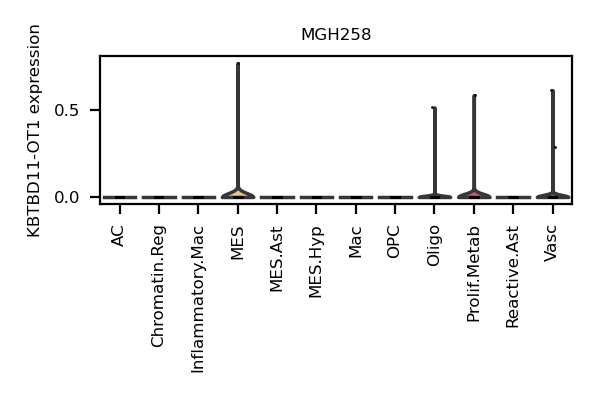 MGH258
KBTBD11-OT1 expression
0.5
0.0
AC
Chromatin.Reg
Inflammatory.Mac
MES
MES.Ast
MES.Hyp
Mac
OPC
Oligo
Prolif.Metab
Reactive.Ast
Vasc